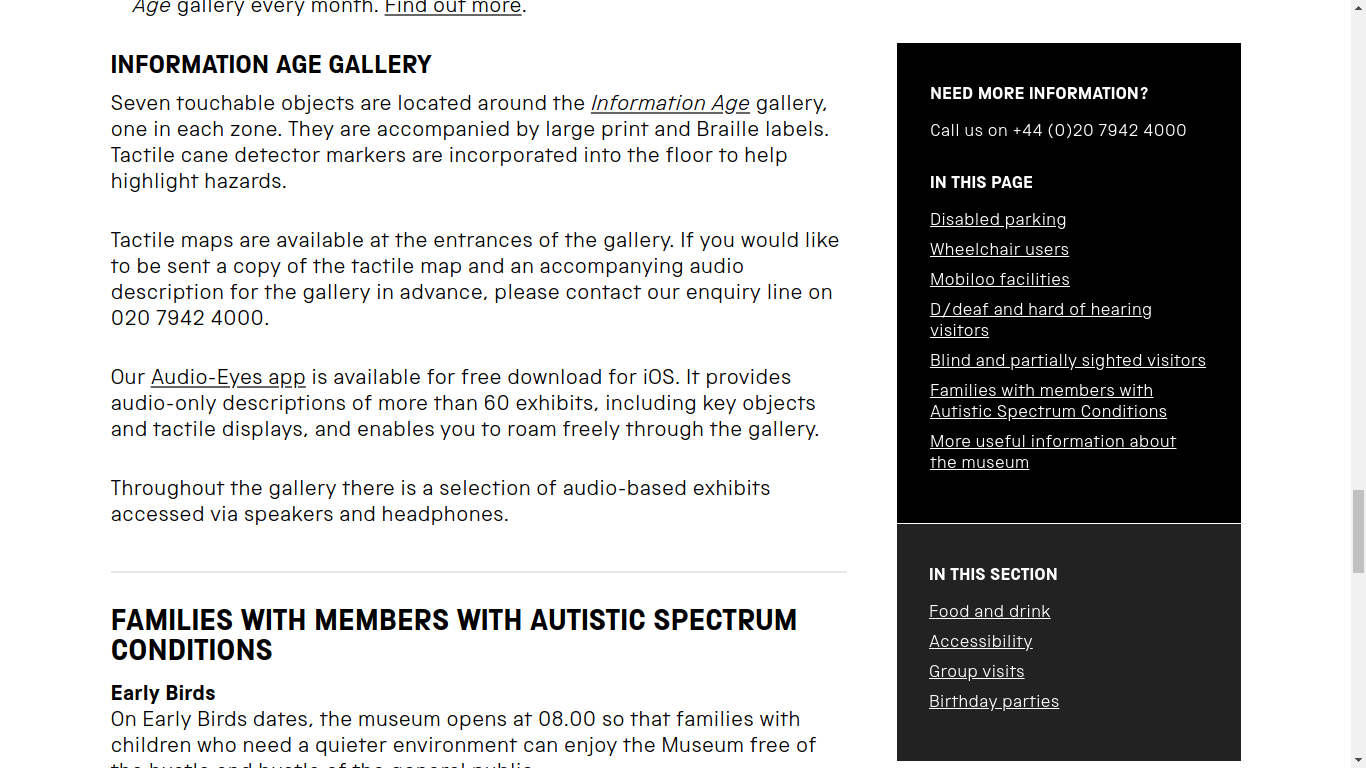 Age gallery every month. Find out more.
INFORMATION AGE GALLERY
Seven touchable objects are located around the Information Age gallery,
one in each zone. They are accompanied by large print and Braille labels.
Tactile cane detector markers are incorporated into the floor to help
highlight hazards.
Tactile maps are available at the entrances of the gallery. If you would like
to be sent a copy of the tactile map and an accompanying audio
description for the gallery in advance, please contact our enquiry line on
020 7942 4000.
Our Audio-Eyes app is available for free download for iOS. It provides
audio-only descriptions of more than 60 exhibits, including key objects
and tactile displays, and enables you to roam freely through the gallery.
Throughout the gallery there is a selection of audio-based exhibits
accessed via speakers and headphones.
FAMILIES WITH MEMBERS WITH AUTISTIC SPECTRUM
CONDITIONS
Early Birds
On Early Birds dates, the museum opens at 08.00 so that families with
children who need a quieter environment can enjoy the Museum free of
the hustle and bustle of the general public.
NEED MORE INFORMATION?
Call us on +44 (0)20 7942 4000
IN THIS PAGE
Disabled parking
Wheelchair users
Mobiloo facilities
D/deaf and hard of hearing
visitors
Blind and partially sighted visitors
Families with members with
Autistic Spectrum Conditions
More useful information about
the museum
IN THIS SECTION
Food and drink
Accessibility
Group visits
Birthday parties